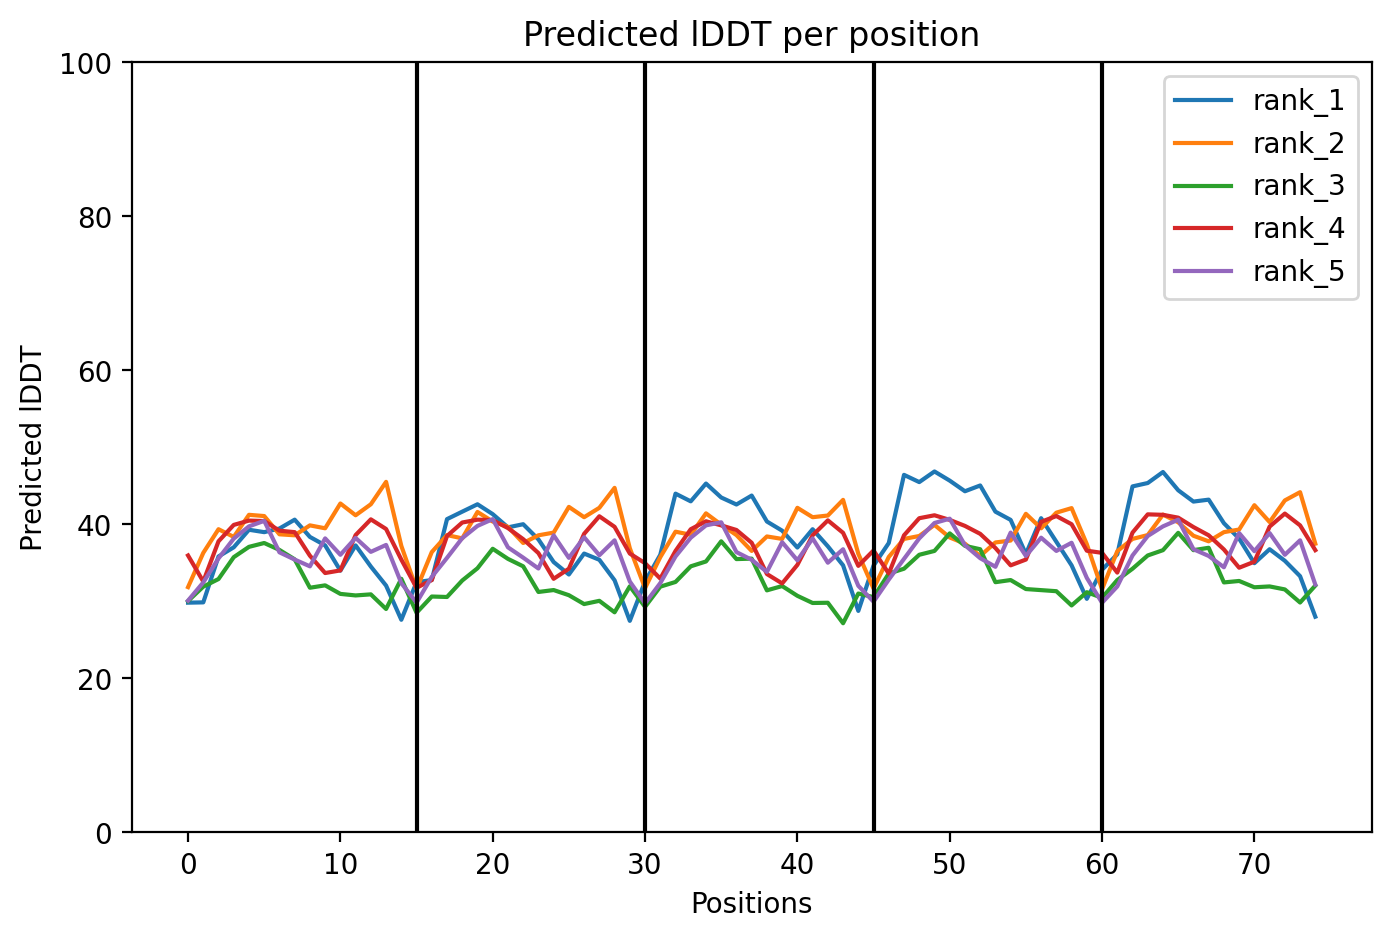 Predicted lDDT per position
100
80
60
40
20
0
Predicted lDDT
0 10 20 30 40 50 60 70
Positions
rank_1
rank_2
rank_3
rank_4
rank_5